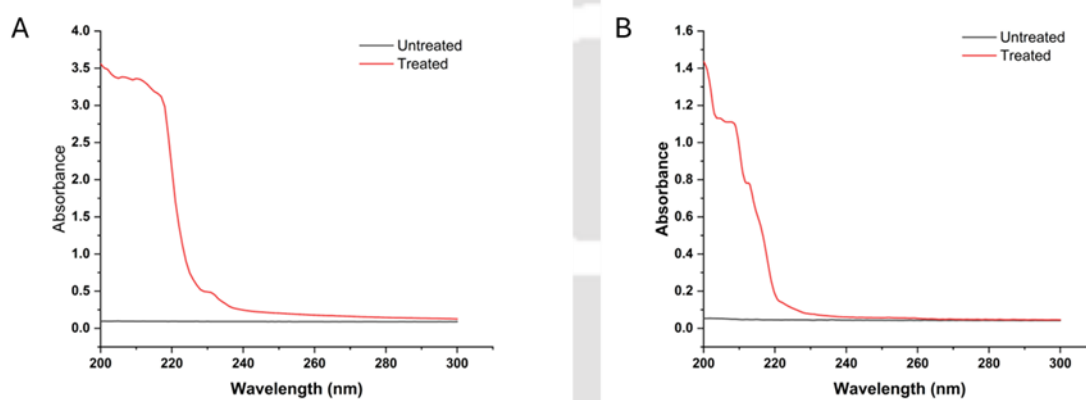 A
Untreated
Treated
4.0
3.5
3.0
2.5
2.0
1.5
1.0
0.5
0.0
Absorbance
200 220 240 260 280 300
Wavelength (nm)
B
Untreated
Treated
1.6
1.4
1.2
1.0
0.8
0.6
0.4
0.2
0.0
Absorbance
200 220 240 260 280 300
Wavelength (nm)